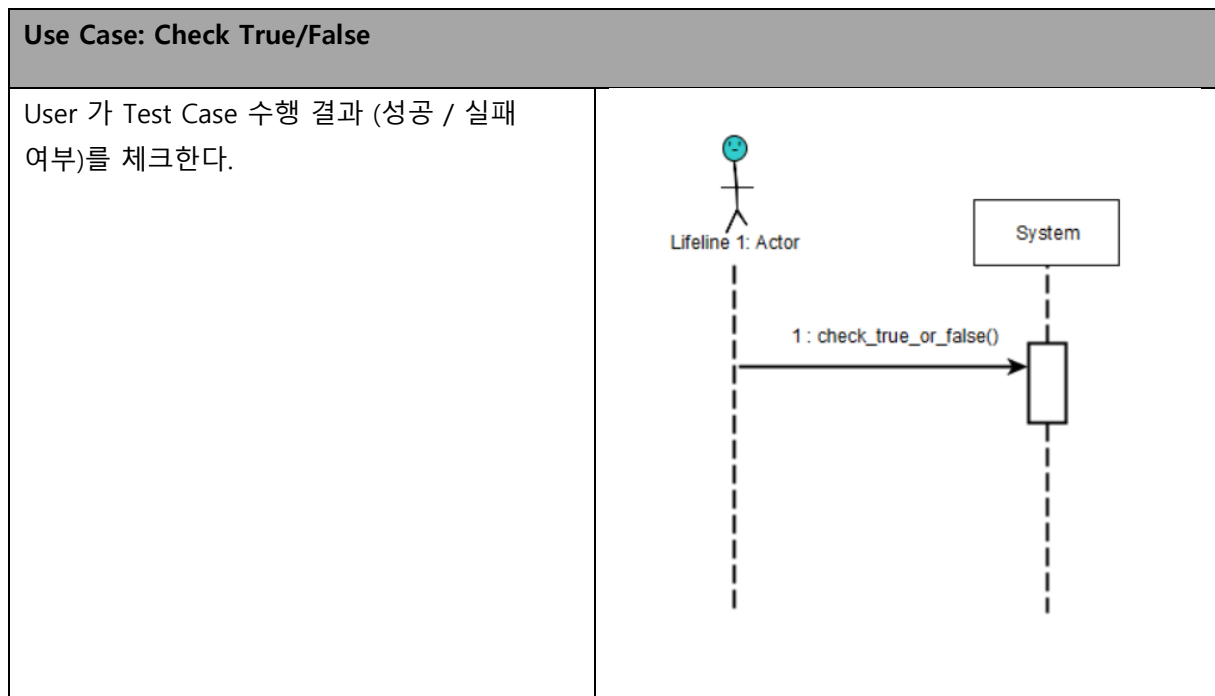 Use Case: Check True/False
User 가 Test Case 수행 결과 (성공 / 실패
여부)를 체크한다.
Lifeline 1: Actor
System
1 : check_true_or_false()